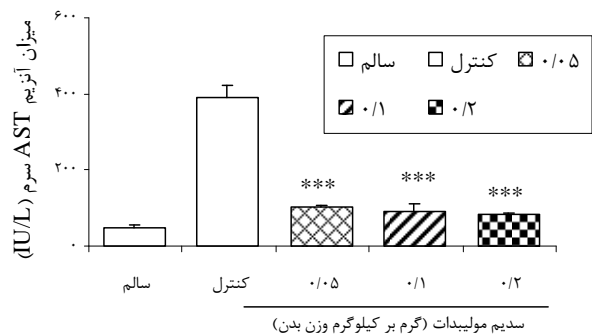 میزان آنزیم AST سرم (IU/L)
۶۰۰
۴۰۰
۲۰۰
۰
سالم
کنترل
۰/۰۵
۰/۱
۰/۲
***
***
***
سالم
کنترل
۰/۰۵
۰/۱
۰/۲
سدیم مولیبدات (گرم بر کیلوگرم وزن بدن)